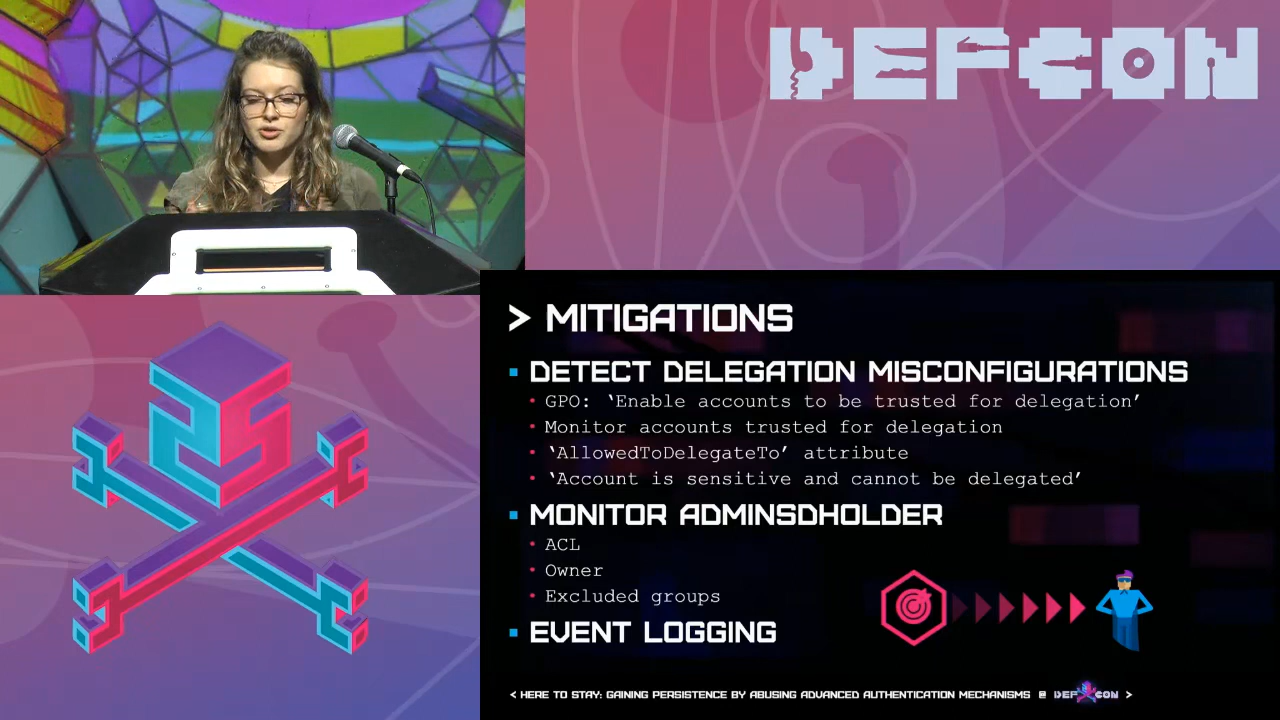 DEFCON
> MITIGATIONS
▪ DETECT DELEGATION MISCONFIGURATIONS
• GPO: ‘Enable accounts to be trusted for delegation’
• Monitor accounts trusted for delegation
• ‘AllowedToDelegateTo’ attribute
• ‘Account is sensitive and cannot be delegated’
▪ MONITOR ADMINSDHOLDER
• ACL
• Owner
• Excluded groups
▪ EVENT LOGGING
< HERE TO STAY: GAINING PERSISTENCE BY ABUSING ADVANCED AUTHENTICATION MECHANISMS @ DEF CON >